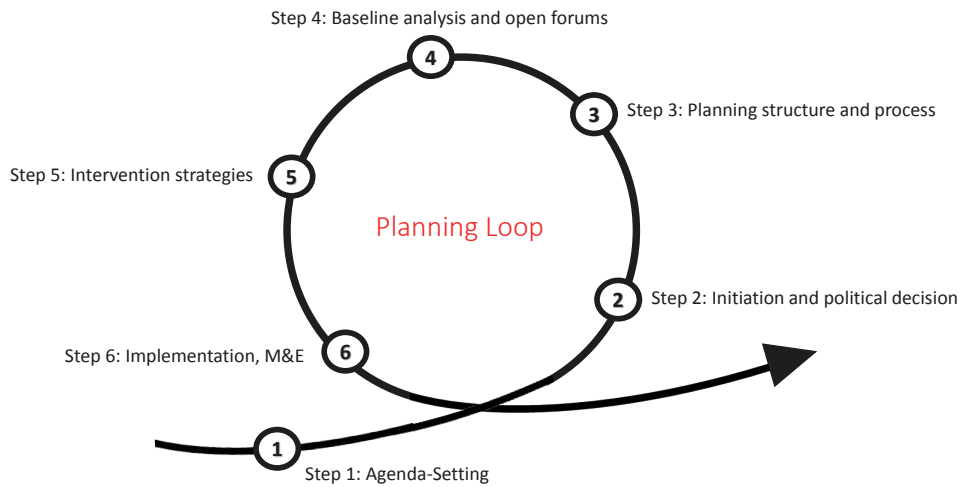 Step 4: Baseline analysis and open forums
4
3
Step 3: Planning structure and process
Step 5: Intervention strategies
5
Planning Loop
2
Step 2: Initiation and political decision
Step 6: Implementation, M&E
6
1
Step 1: Agenda-Setting